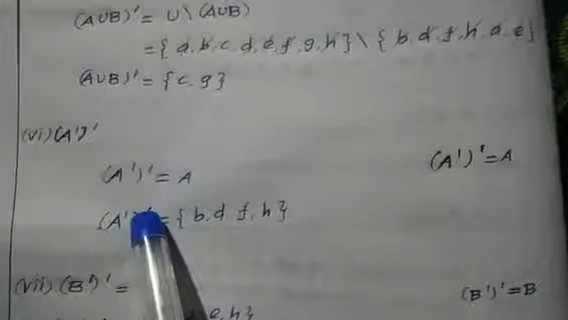 (A∪B)' = U \ (A∪B)
= { a, b, c, d, e, f, g, h } \ { b, d, f, h, a, e }
(A∪B)' = { c, g }
(vi) (A')'
(A')' = A
(A')' = A
(A')' = { b, d, f, h }
(vii) (B')' =
(B')' = B
e, h }